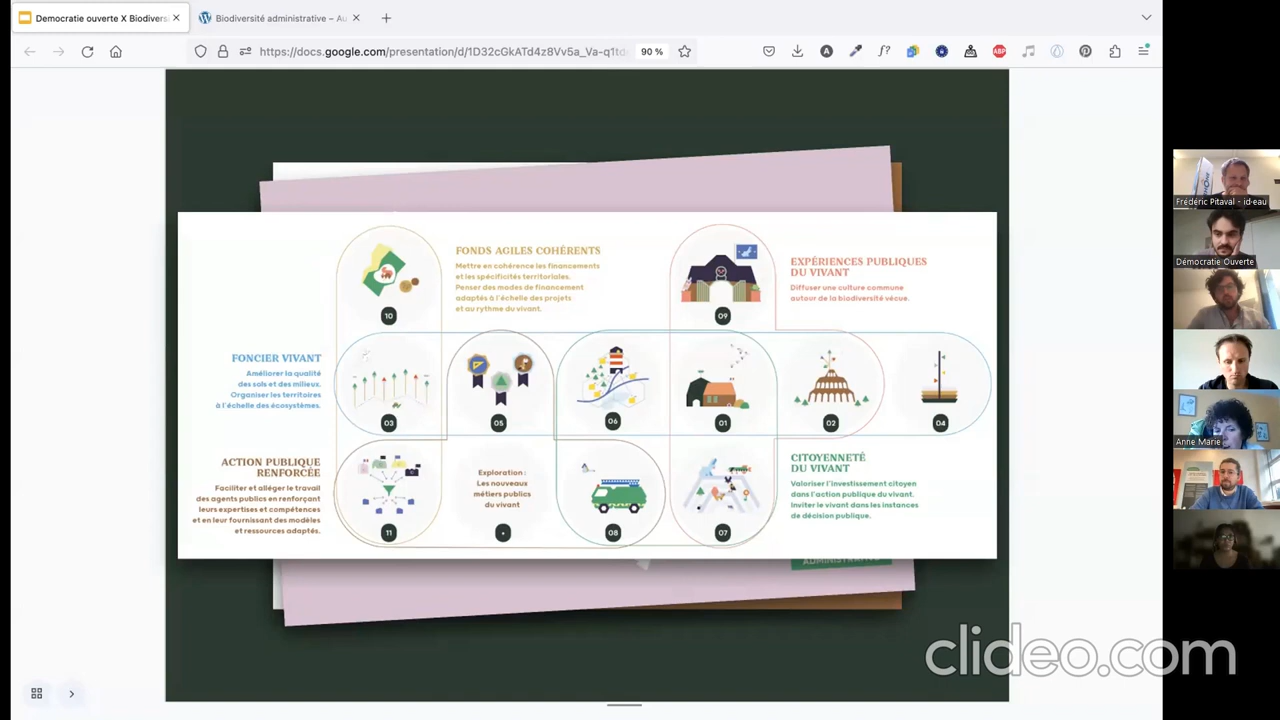 Democratie ouverte X Biodivers
Biodiversité administrative – Au
https://docs.google.com/presentation/d/1D32cGkATd4z8Vv5a_Va-q1td
90 %
ABP
FONDS AGILES COHÉRENTS
Mettre en cohérence les financements
et les spécificités territoriales.
Penser des modes de financement
adaptés à l'échelle des projets
et au rythme du vivant.
10
EXPÉRIENCES PUBLIQUES
DU VIVANT
Diffuser une culture commune
autour de la biodiversité vécue.
09
FONCIER VIVANT
Améliorer la qualité
des sols et des milieux.
Organiser les territoires
à l'échelle des écosystèmes.
03
05
06
01
02
04
ACTION PUBLIQUE
RENFORCÉE
Faciliter et alléger le travail
des agents publics en renforçant
leurs expertises et compétences
et en leur fournissant des modèles
et ressources adaptés.
11
Exploration :
Les nouveaux
métiers publics
du vivant
08
07
CITOYENNETÉ
DU VIVANT
Valoriser l'investissement citoyen
dans l'action publique du vivant.
Inviter le vivant dans les instances
de décision publique.
ADMINISTRATIVE
Frédéric Pitaval - id·eau
Démocratie Ouverte
Anne Marie
clideo.com